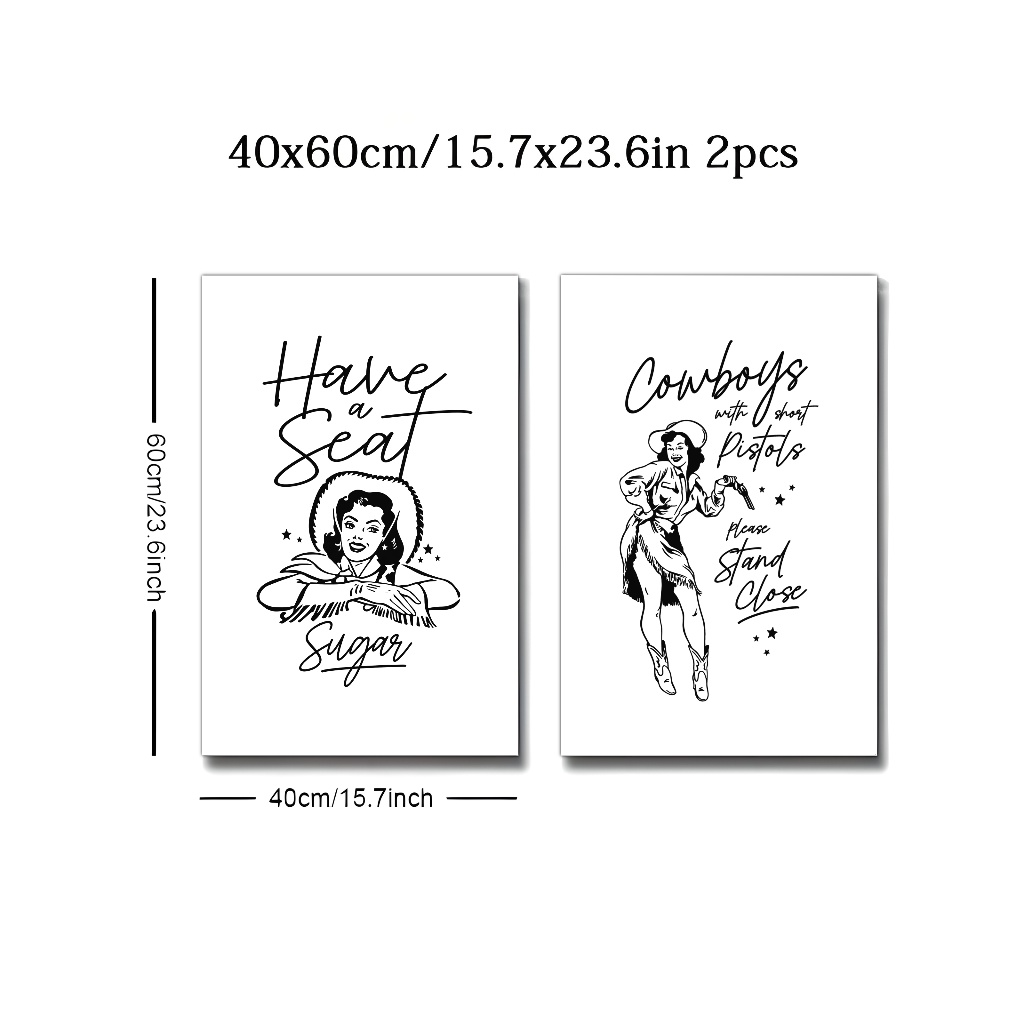 40x60cm/15.7x23.6in 2pcs
60cm/23.6inch
Have
a
Seat
Sugar
Cowboys
with short
Pistols
Please
Stand
Close
40cm/15.7inch